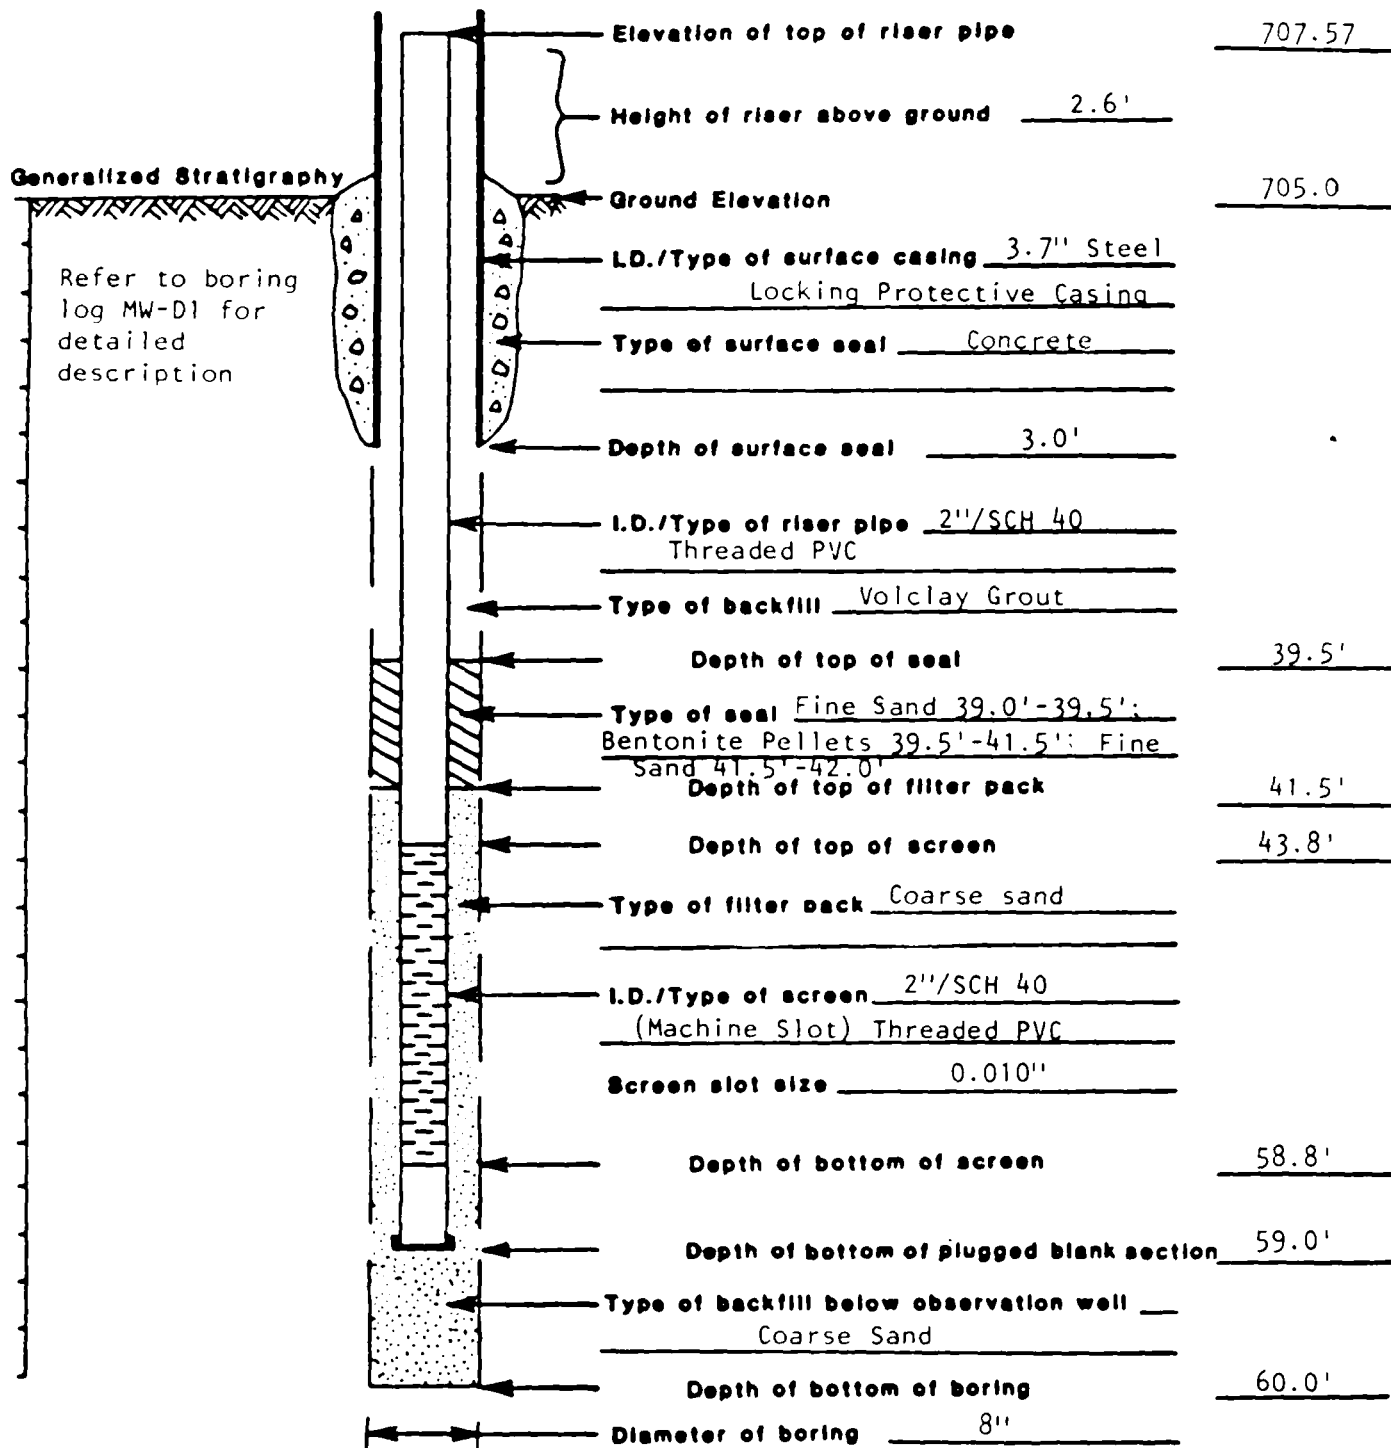 Elevation of top of riser pipe 707.57
Height of riser above ground 2.6'
Generalized Stratigraphy
Ground Elevation 705.0
I.D./Type of surface casing 3.7" Steel
Locking Protective Casing
Refer to boring
log MW-D1 for
detailed
description
Type of surface seal Concrete
Depth of surface seal 3.0'
I.D./Type of riser pipe 2"/SCH 40
Threaded PVC
Type of backfill Volclay Grout
Depth of top of seal 39.5'
Type of seal Fine Sand 39.0'-39.5';
Bentonite Pellets 39.5'-41.5'; Fine
Sand 41.5'-42.0'
Depth of top of filter pack 41.5'
Depth of top of screen 43.8'
Type of filter pack Coarse sand
I.D./Type of screen 2"/SCH 40
(Machine Slot) Threaded PVC
Screen slot size 0.010"
Depth of bottom of screen 58.8'
Depth of bottom of plugged blank section 59.0'
Type of backfill below observation well
Coarse Sand
Depth of bottom of boring 60.0'
Diameter of boring 8"